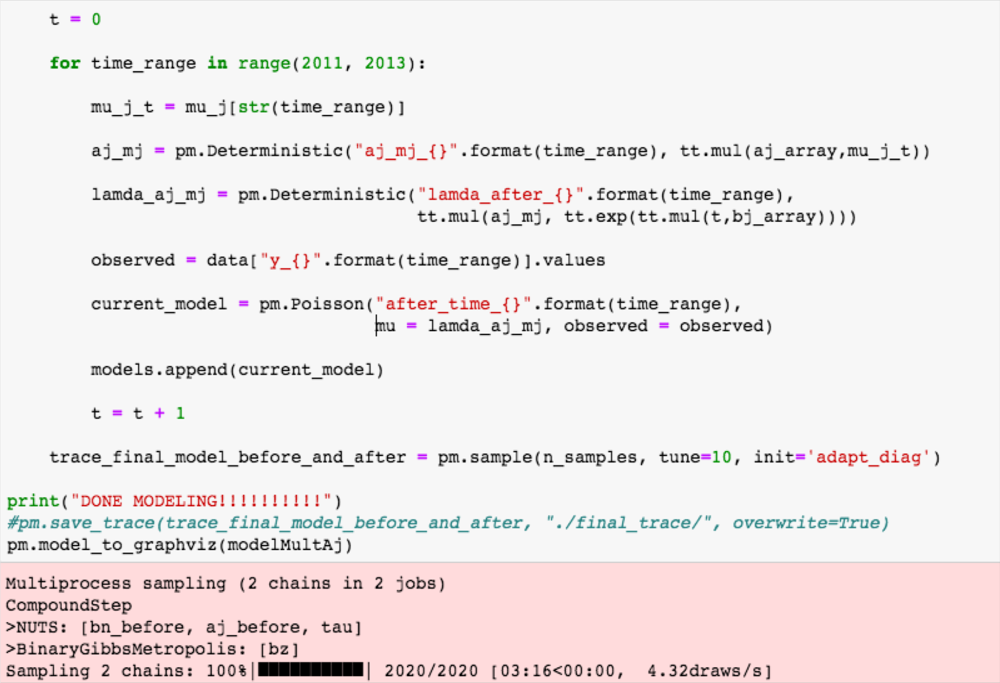 t = 0
for time_range in range(2011, 2013):
mu_j_t = mu_j[str(time_range)]
aj_mj = pm.Deterministic("aj_mj_{}".format(time_range), tt.mul(aj_array,mu_j_t))
lamda_aj_mj = pm.Deterministic("lamda_after_{}".format(time_range),
tt.mul(aj_mj, tt.exp(tt.mul(t,bj_array))))
observed = data["y_{}".format(time_range)].values
current_model = pm.Poisson("after_time_{}".format(time_range),
mu = lamda_aj_mj, observed = observed)
models.append(current_model)
t = t + 1
trace_final_model_before_and_after = pm.sample(n_samples, tune=10, init='adapt_diag')
print("DONE MODELING!!!!!!!!!!")
#pm.save_trace(trace_final_model_before_and_after, "./final_trace/", overwrite=True)
pm.model_to_graphviz(modelMultAj)
Multiprocess sampling (2 chains in 2 jobs)
CompoundStep
>NUTS: [bn_before, aj_before, tau]
>BinaryGibbsMetropolis: [bz]
Sampling 2 chains: 100%|██████████| 2020/2020 [03:16<00:00,  4.32draws/s]